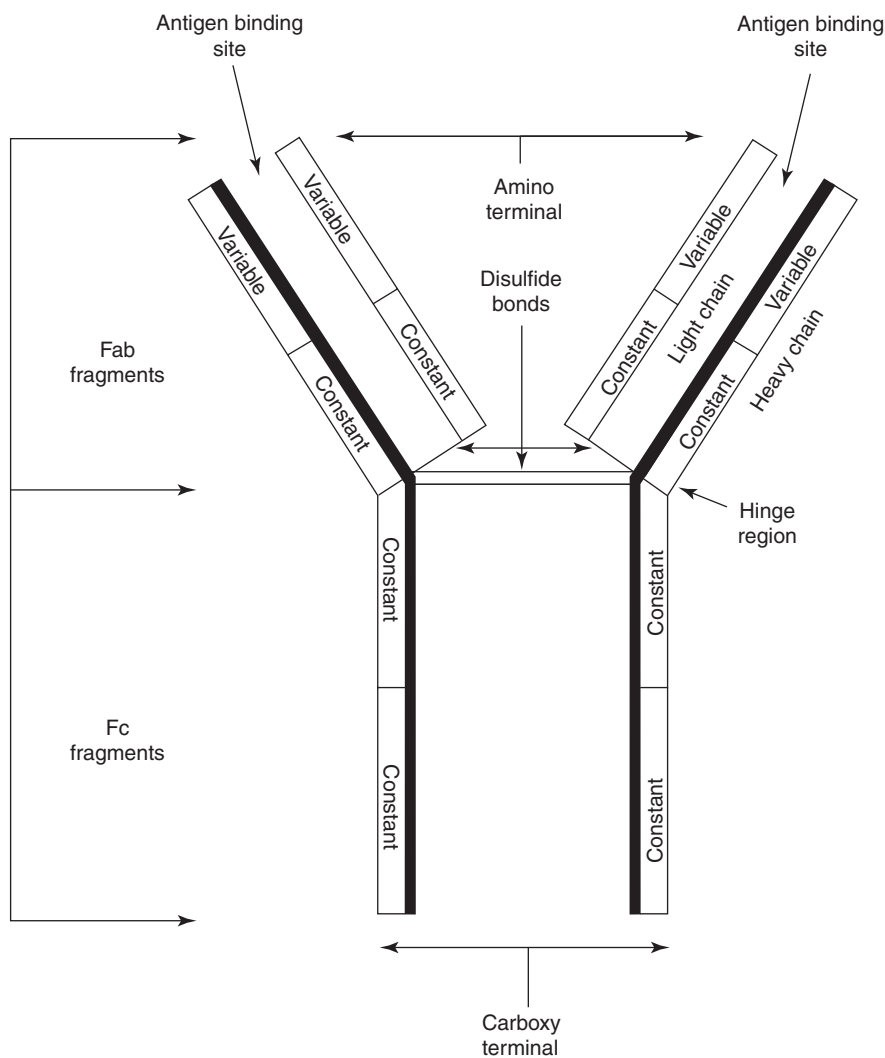 Antigen binding
site
Antigen binding
site
Amino
terminal
Variable
Variable
Variable
Variable
Disulfide
bonds
Light chain
Heavy chain
Constant
Constant
Constant
Constant
Fab
fragments
Hinge
region
Constant
Constant
Fc
fragments
Constant
Constant
Carboxy
terminal